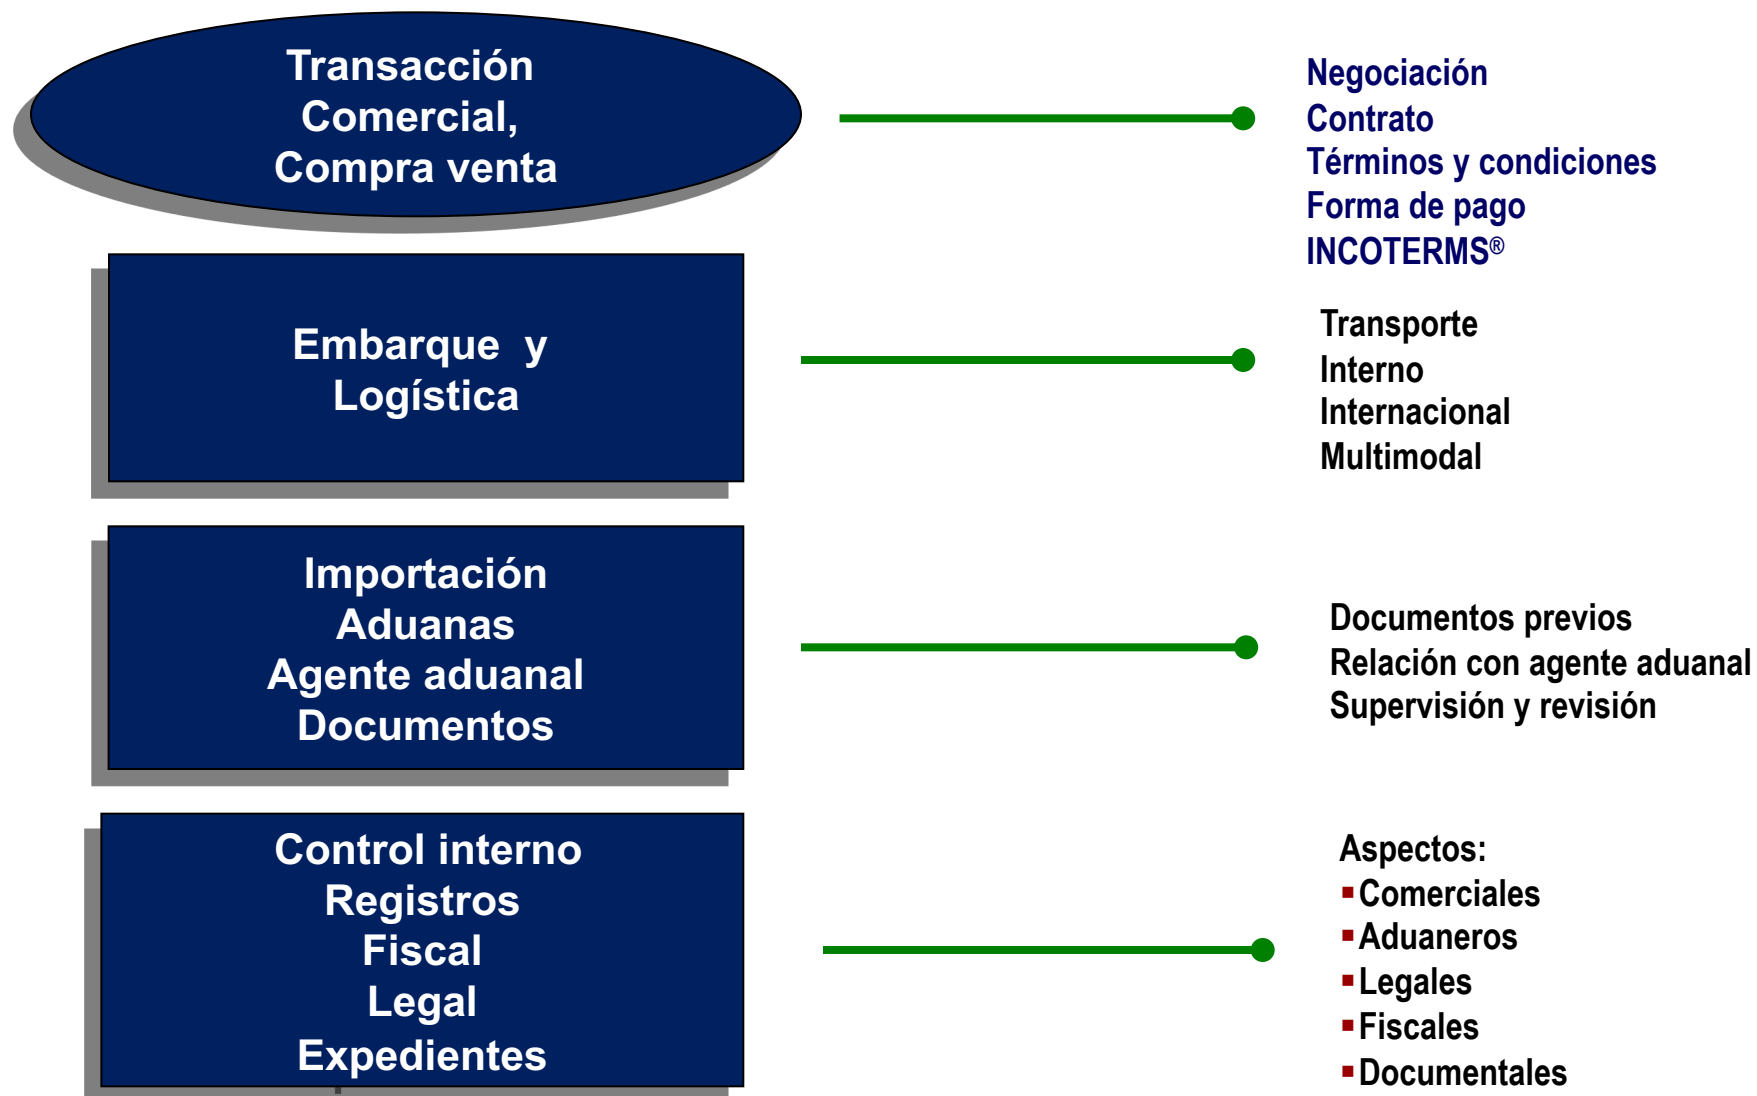 Transacción
Comercial,
Compra venta
Negociación
Contrato
Términos y condiciones
Forma de pago
INCOTERMS®
Embarque y
Logística
Transporte
Interno
Internacional
Multimodal
Importación
Aduanas
Agente aduanal
Documentos
Documentos previos
Relación con agente aduanal
Supervisión y revisión
Control interno
Registros
Fiscal
Legal
Expedientes
Aspectos:
▪Comerciales
▪Aduaneros
▪Legales
▪Fiscales
▪Documentales